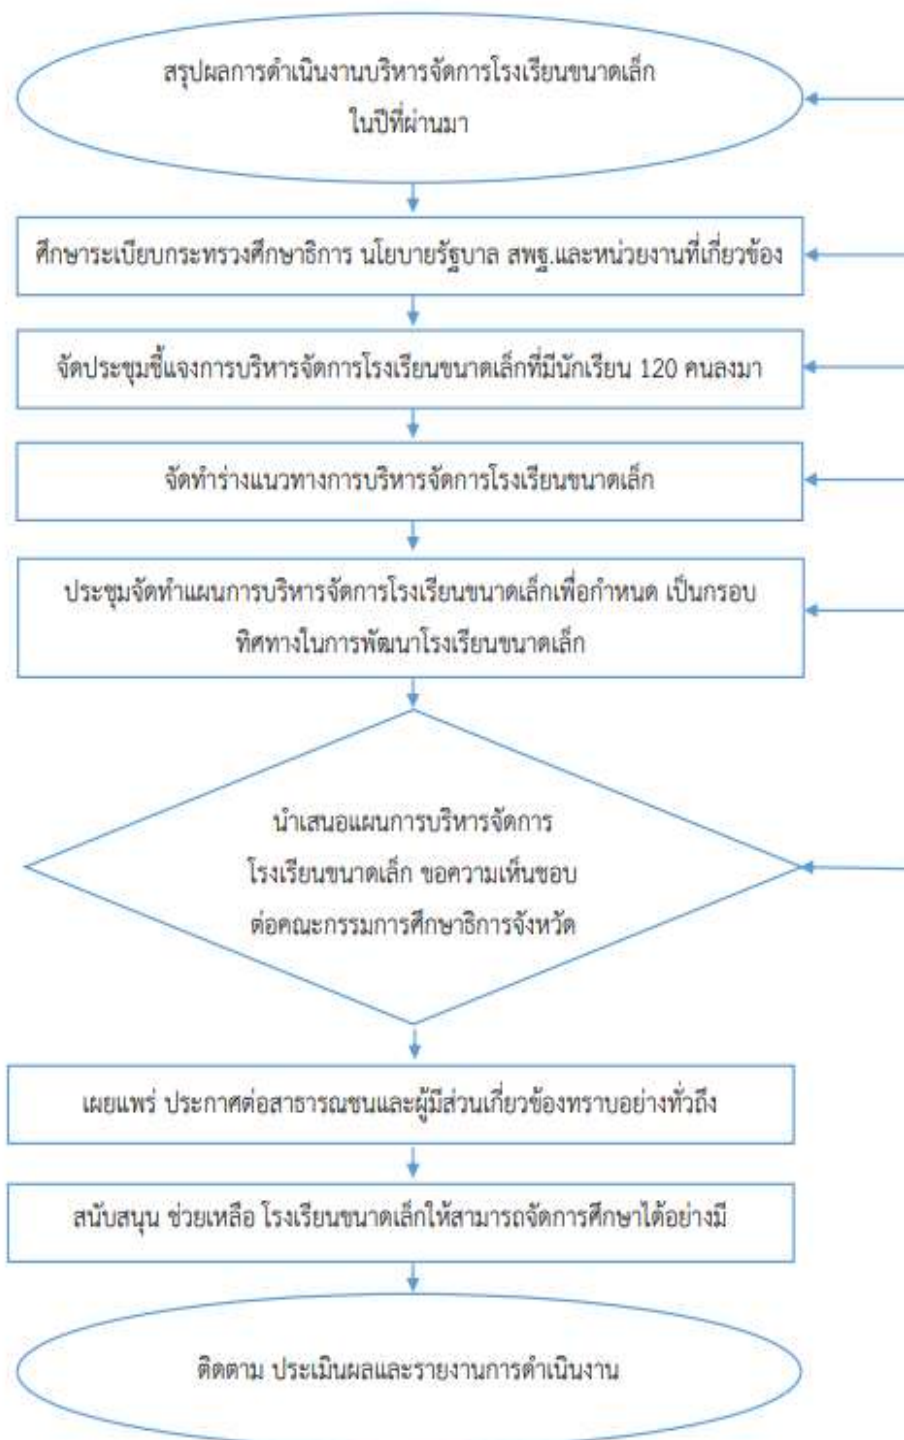 สรุปผลการดำเนินงานบริหารจัดการโรงเรียนขนาดเล็ก
ในปีที่ผ่านมา
ศึกษาระเบียบกระทรวงศึกษาธิการ นโยบายรัฐบาล สพฐ.และหน่วยงานที่เกี่ยวข้อง
จัดประชุมชี้แจงการบริหารจัดการโรงเรียนขนาดเล็กที่มีนักเรียน 120 คนลงมา
จัดทำร่างแนวทางการบริหารจัดการโรงเรียนขนาดเล็ก
ประชุมจัดทำแผนการบริหารจัดการโรงเรียนขนาดเล็กเพื่อกำหนด เป็นกรอบ
ทิศทางในการพัฒนาโรงเรียนขนาดเล็ก
นำเสนอแผนการบริหารจัดการ
โรงเรียนขนาดเล็ก ขอความเห็นชอบ
ต่อคณะกรรมการศึกษาธิการจังหวัด
เผยแพร่ ประกาศต่อสาธารณชนและผู้มีส่วนเกี่ยวข้องทราบอย่างทั่วถึง
สนับสนุน ช่วยเหลือ โรงเรียนขนาดเล็กให้สามารถจัดการศึกษาได้อย่างมี
ติดตาม ประเมินผลและรายงานการดำเนินงาน